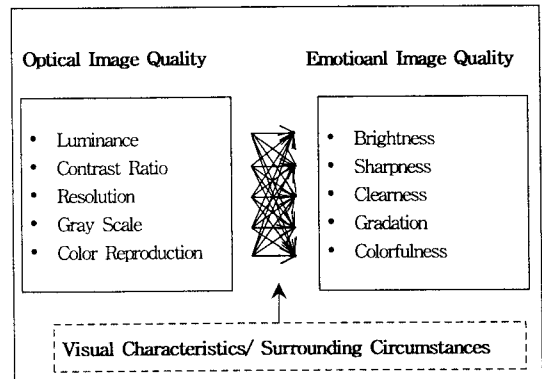 Optical Image Quality
Emotioanl Image Quality
• Luminance
• Contrast Ratio
• Resolution
• Gray Scale
• Color Reproduction
• Brightness
• Sharpness
• Clearness
• Gradation
• Colorfulness
Visual Characteristics/ Surrounding Circumstances